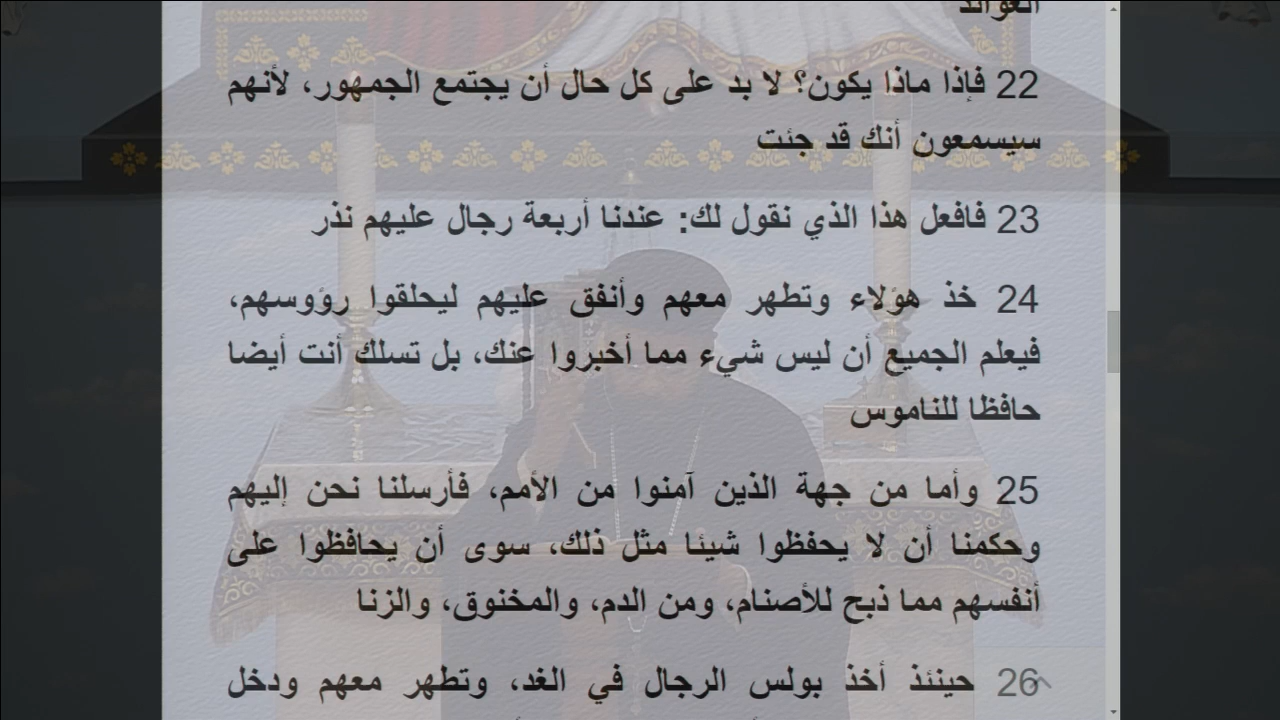 العوائد
22 فإذا ماذا يكون؟ لا بد على كل حال أن يجتمع الجمهور، لأنهم
سيسمعون أنك قد جئت
23 فافعل هذا الذي نقول لك: عندنا أربعة رجال عليهم نذر
24 خذ هؤلاء وتطهر معهم وأنفق عليهم ليحلقوا رؤوسهم،
فيعلم الجميع أن ليس شيء مما أخبروا عنك، بل تسلك أنت أيضا
حافظا للناموس
25 وأما من جهة الذين آمنوا من الأمم، فأرسلنا نحن إليهم
وحكمنا أن لا يحفظوا شيئا مثل ذلك، سوى أن يحافظوا على
أنفسهم مما ذبح للأصنام، ومن الدم، والمخنوق، والزنا
26 حينئذ أخذ بولس الرجال في الغد، وتطهر معهم ودخل